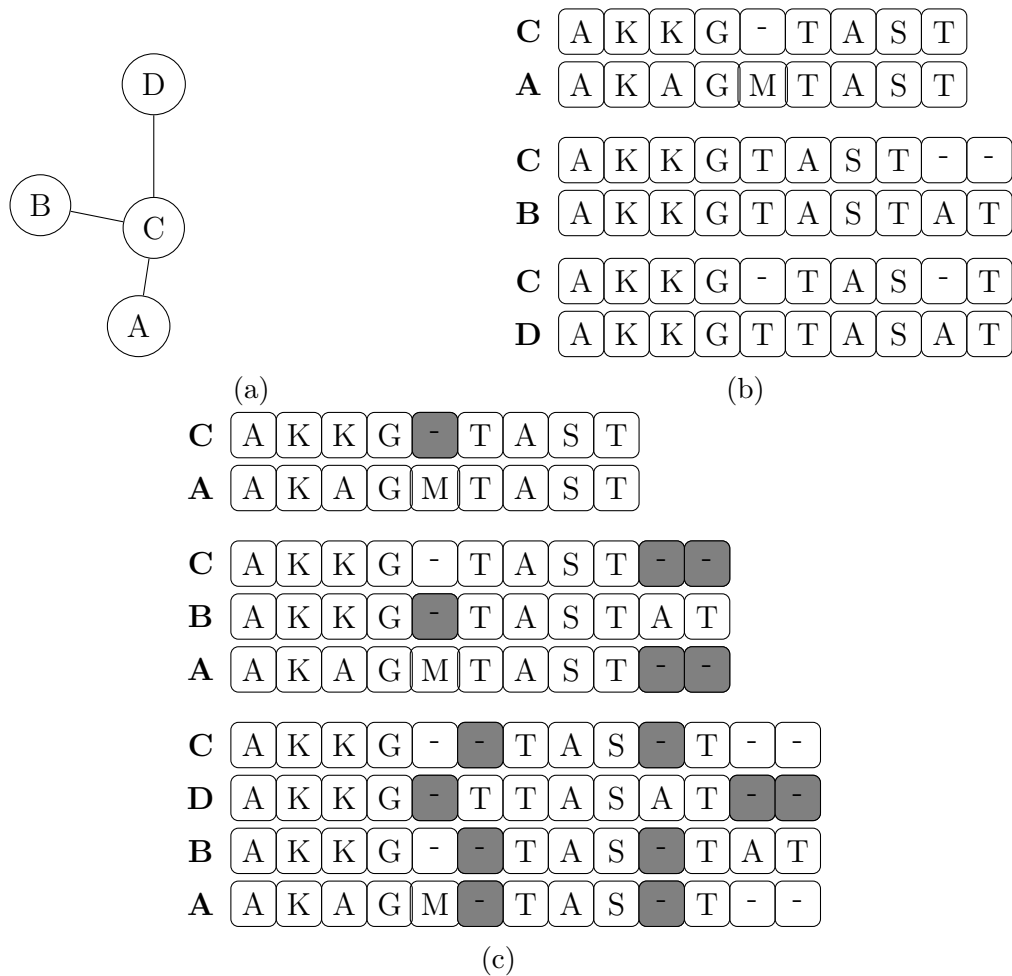 D
B
C
A
(a)
C A K K G - T A S T
A A K A G M T A S T
C A K K G T A S T - -
B A K K G T A S T A T
C A K K G - T A S - T
D A K K G T T A S A T
(b)
C A K K G - T A S T
A A K A G M T A S T
C A K K G - T A S T - -
B A K K G - T A S T A T
A A K A G M T A S T - -
C A K K G - - T A S - T - -
D A K K G - T T A S A T - -
B A K K G - - T A S - T A T
A A K A G M - T A S - T - -
(c)